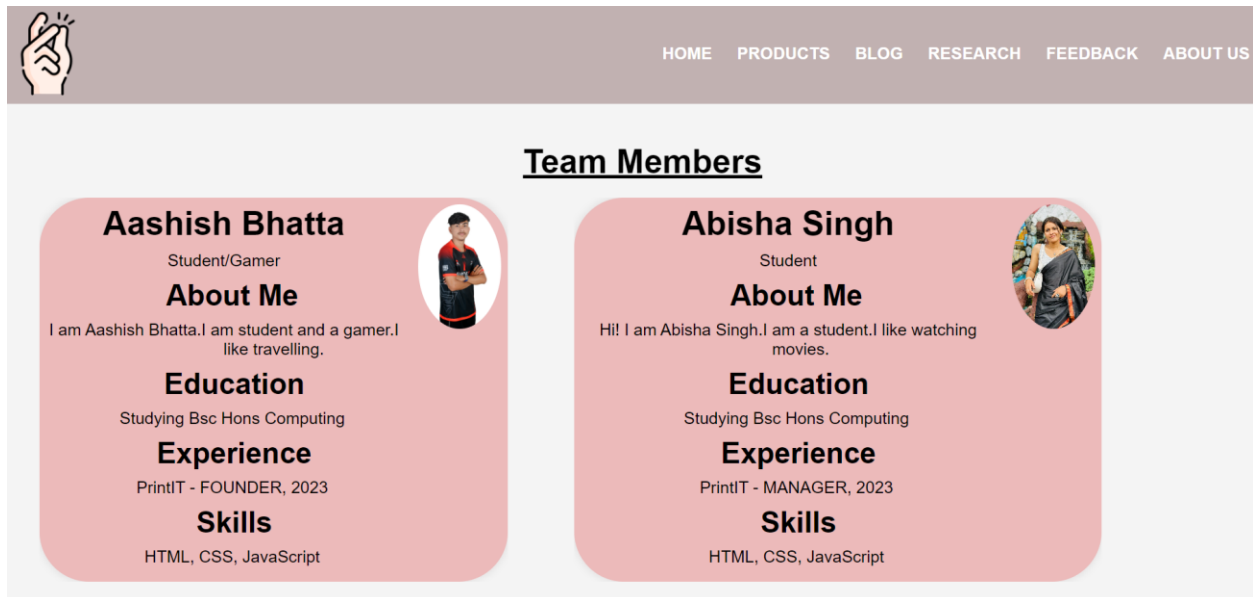 HOME PRODUCTS BLOG RESEARCH FEEDBACK ABOUT US
Team Members
Aashish Bhatta
Student/Gamer
About Me
I am Aashish Bhatta.I am student and a gamer.I
like travelling.
Education
Studying Bsc Hons Computing
Experience
PrintIT - FOUNDER, 2023
Skills
HTML, CSS, JavaScript
Abisha Singh
Student
About Me
Hi! I am Abisha Singh.I am a student.I like watching
movies.
Education
Studying Bsc Hons Computing
Experience
PrintIT - MANAGER, 2023
Skills
HTML, CSS, JavaScript